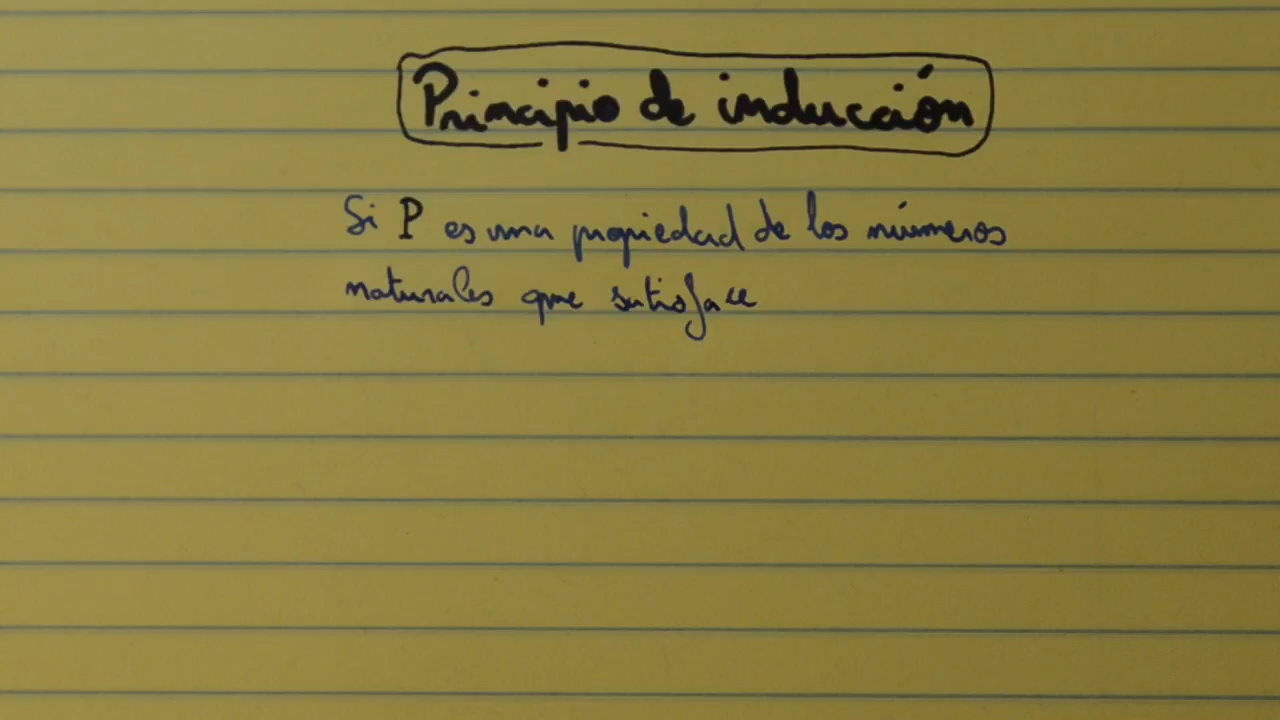 Principio de inducción
Si P es una propiedad de los números
naturales que satisface